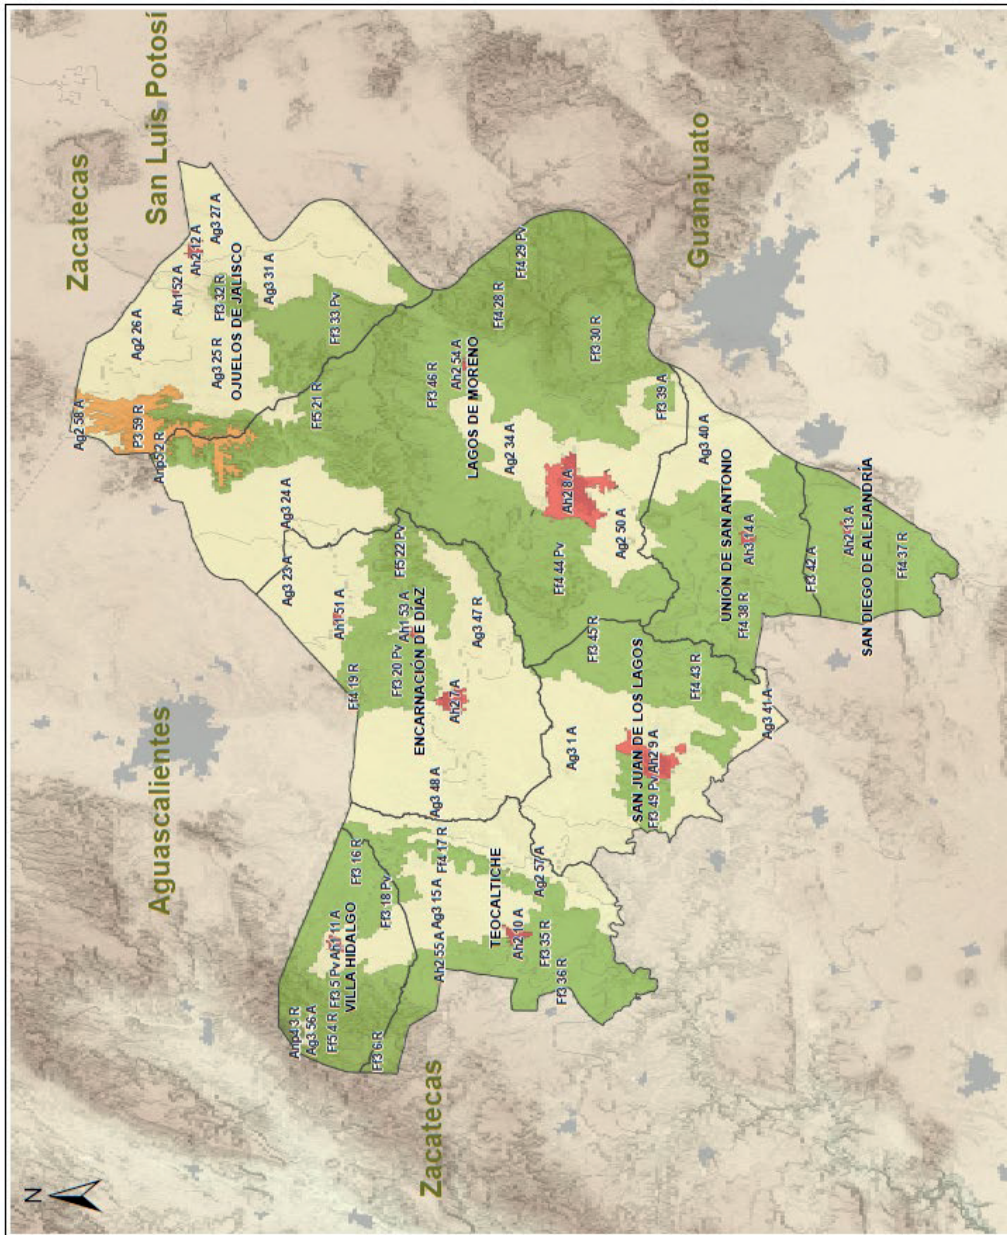 N
Zacatecas
San Luis Potosí
Aguascalientes
Zacatecas
Guanajuato
Ag2 58 A
P3 59 R
Anp5 2 R
Ag2 26 A
Ah1 52 A
Ah2 12 A
Ag3 27 A
Ff3 32 R
Ag3 25 R
OJUELOS DE JALISCO
Ag3 31 A
Ff3 33 Pv
Ff5 21 R
Ag3 24 A
Ag3 23 A
Ff3 46 R
Ah2 54 A
LAGOS DE MORENO
Ff4 28 R
Ff4 29 Pv
Ff3 30 R
Ag2 34 A
Ah2 8 A
Ag2 50 A
Ff4 44 Pv
Ff3 39 A
Ag3 40 A
UNIÓN DE SAN ANTONIO
Ah3 14 A
Ff4 38 R
Ff3 42 A
Ah2 13 A
Ff4 37 R
SAN DIEGO DE ALEJANDRÍA
Ah1 51 A
Ff5 22 Pv
Ff4 19 R
Ff3 20 Pv
Ah1 53 A
ENCARNACIÓN DE DÍAZ
Ag3 47 R
Ah2 7 A
Ag3 48 A
Ff3 45 R
Ff4 43 R
Ag3 1 A
SAN JUAN DE LOS LAGOS
Ff3 49 Pv
Ah2 9 A
Ag3 41 A
Anp4 3 R
Ag3 56 A
Ff5 4 R
Ff3 5 Pv
Ah1 11 A
VILLA HIDALGO
Ff3 16 R
Ff3 18 Pv
Ff3 6 R
Ah2 55 A
Ag3 15 A
Ff4 17 R
TEOCALTICHE
Ah2 10 A
Ag2 57 A
Ff3 35 R
Ff3 36 R